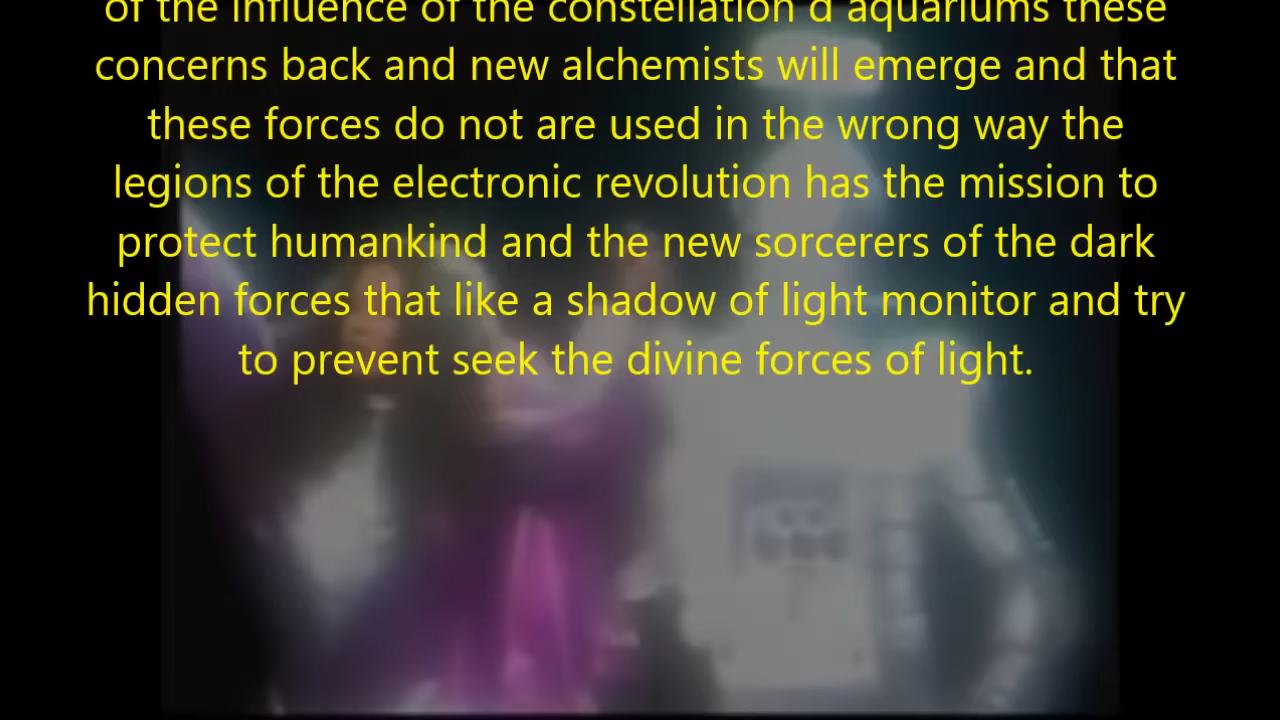 of the influence of the constellation d aquariums these
concerns back and new alchemists will emerge and that
these forces do not are used in the wrong way the
legions of the electronic revolution has the mission to
protect humankind and the new sorcerers of the dark
hidden forces that like a shadow of light monitor and try
to prevent seek the divine forces of light.